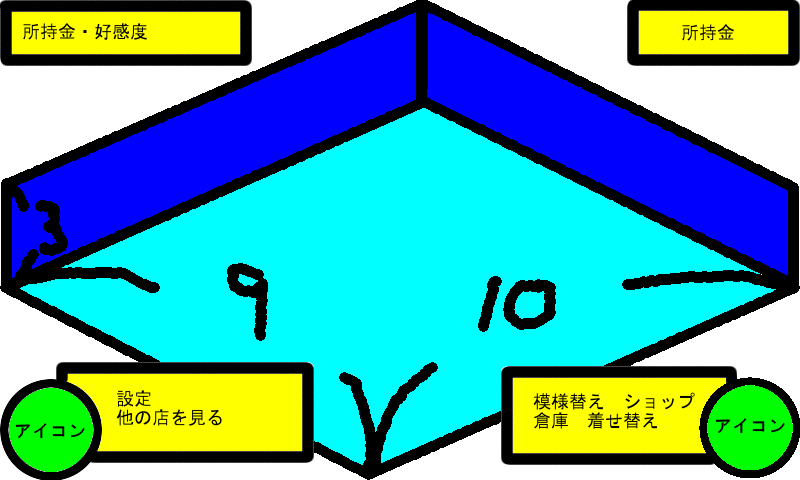 所持金・好感度
所持金
3
9
10
設定
他の店を見る
模様替え　ショップ
倉庫　着せ替え
アイコン
アイコン